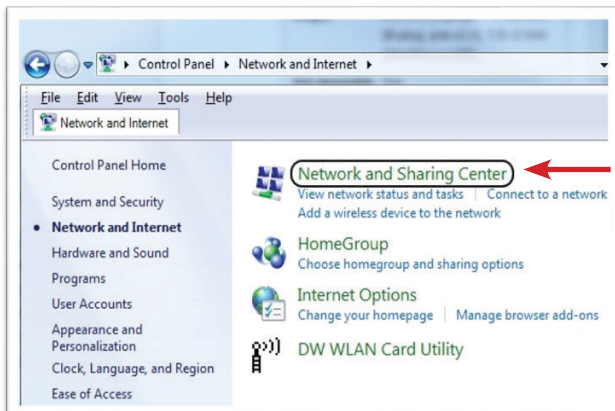 Control Panel Network and Internet
File Edit View Tools Help
Network and Internet
Control Panel Home
System and Security
Network and Internet
Hardware and Sound
Programs
User Accounts
Appearance and
Personalization
Clock, Language, and Region
Ease of Access
Network and Sharing Center
View network status and tasks Connect to a network
Add a wireless device to the network
HomeGroup
Choose homegroup and sharing options
Internet Options
Change your homepage Manage browser add-ons
DW WLAN Card Utility